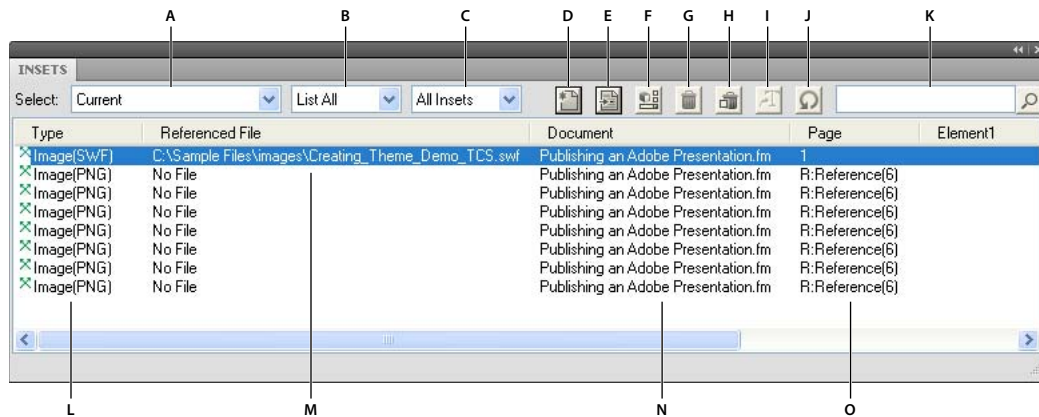 A B C D E F G H I J K
INSETS
Select: Current List All All Insets
Type Referenced File Document Page Element1
Image(SWF) C:\Sample Files\images\Creating_Theme_Demo_TCS.swf Publishing an Adobe Presentation.fm 1
Image(PNG) No File Publishing an Adobe Presentation.fm R:Reference(6)
Image(PNG) No File Publishing an Adobe Presentation.fm R:Reference(6)
Image(PNG) No File Publishing an Adobe Presentation.fm R:Reference(6)
Image(PNG) No File Publishing an Adobe Presentation.fm R:Reference(6)
Image(PNG) No File Publishing an Adobe Presentation.fm R:Reference(6)
Image(PNG) No File Publishing an Adobe Presentation.fm R:Reference(6)
Image(PNG) No File Publishing an Adobe Presentation.fm R:Reference(6)
L M N O